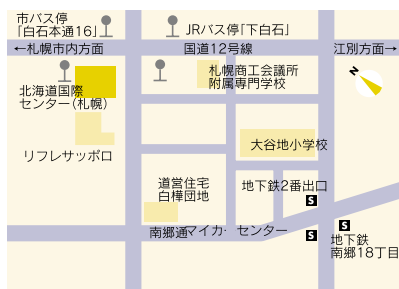 市バス停
「白石本通16」
JRバス停「下白石」
←札幌市内方面
国道12号線
江別方面→
N
札幌商工会議所
附属専門学校
北海道国際
センター(札幌)
リフレサッポロ
大谷地小学校
道営住宅
白樺団地
地下鉄2番出口
S
南郷通
マイカ・センター
S
S
地下鉄
南郷18丁目